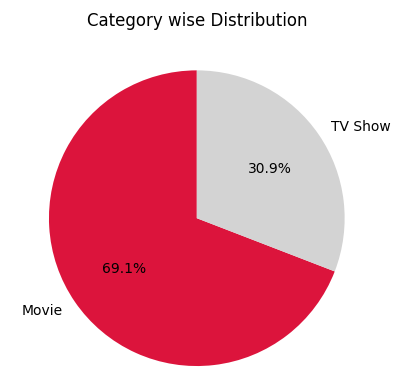 Category wise Distribution
TV Show
30.9%
69.1%
Movie